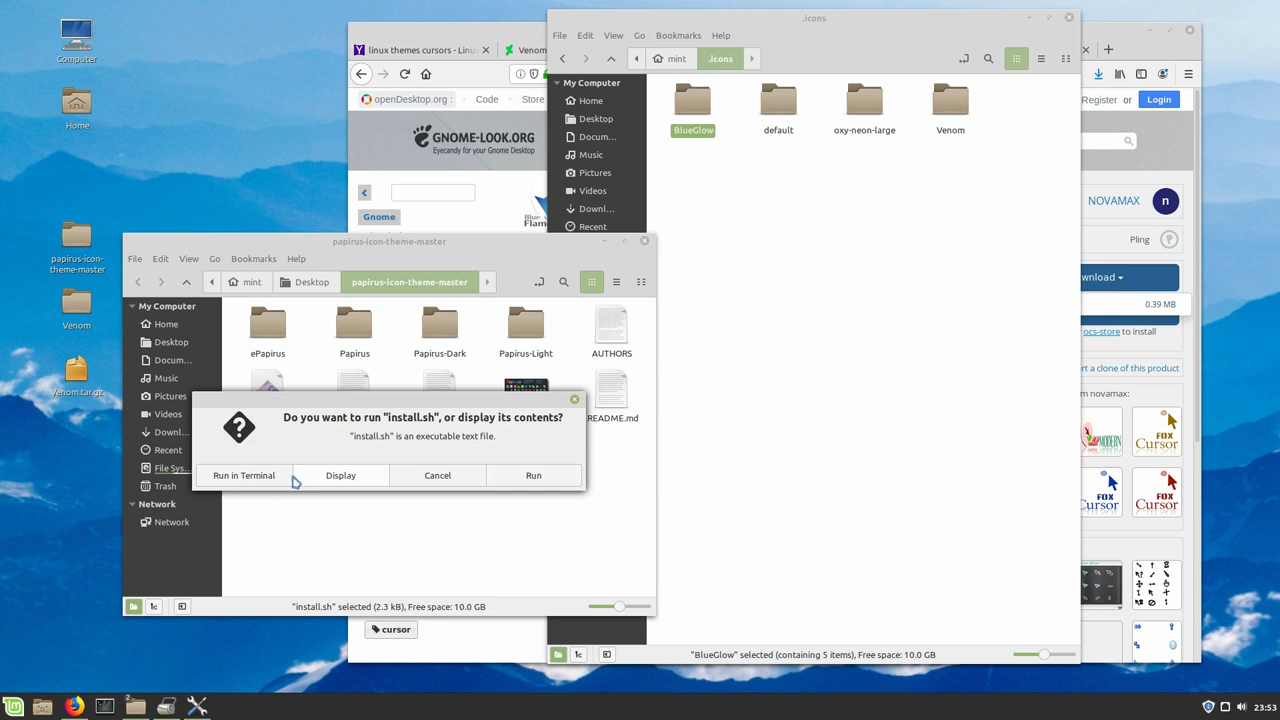 Computer
Home
papirus-icon-
theme-master
Venom
Venom.tar.gz
linux themes cursors - Linu
Venom
openDesktop.org :
Code
Store
Register or
Login
GNOME-LOOK.ORG
Eyecandy for your Gnome Desktop
Gnome
NOVAMAX
n
Pling
wnload
0.39 MB
ocs-store to install
rt a clone of this product
m novamax:
FOX
Cursor
FOX
Cursor
FOX
Cursor
cursor
.icons
File Edit View Go Bookmarks Help
mint
.icons
My Computer
Home
Desktop
Docum...
Music
Pictures
Videos
Downl...
Recent
BlueGlow
default
oxy-neon-large
Venom
"BlueGlow" selected (containing 5 items), Free space: 10.0 GB
papirus-icon-theme-master
File Edit View Go Bookmarks Help
mint
Desktop
papirus-icon-theme-master
My Computer
Home
Desktop
Docum...
Music
Pictures
Videos
Downl...
Recent
File Sys...
Trash
Network
Network
ePapirus
Papirus
Papirus-Dark
Papirus-Light
AUTHORS
README.md
"install.sh" selected (2.3 kB), Free space: 10.0 GB
Do you want to run "install.sh", or display its contents?
"install.sh" is an executable text file.
Run in Terminal
Display
Cancel
Run
2
23:53